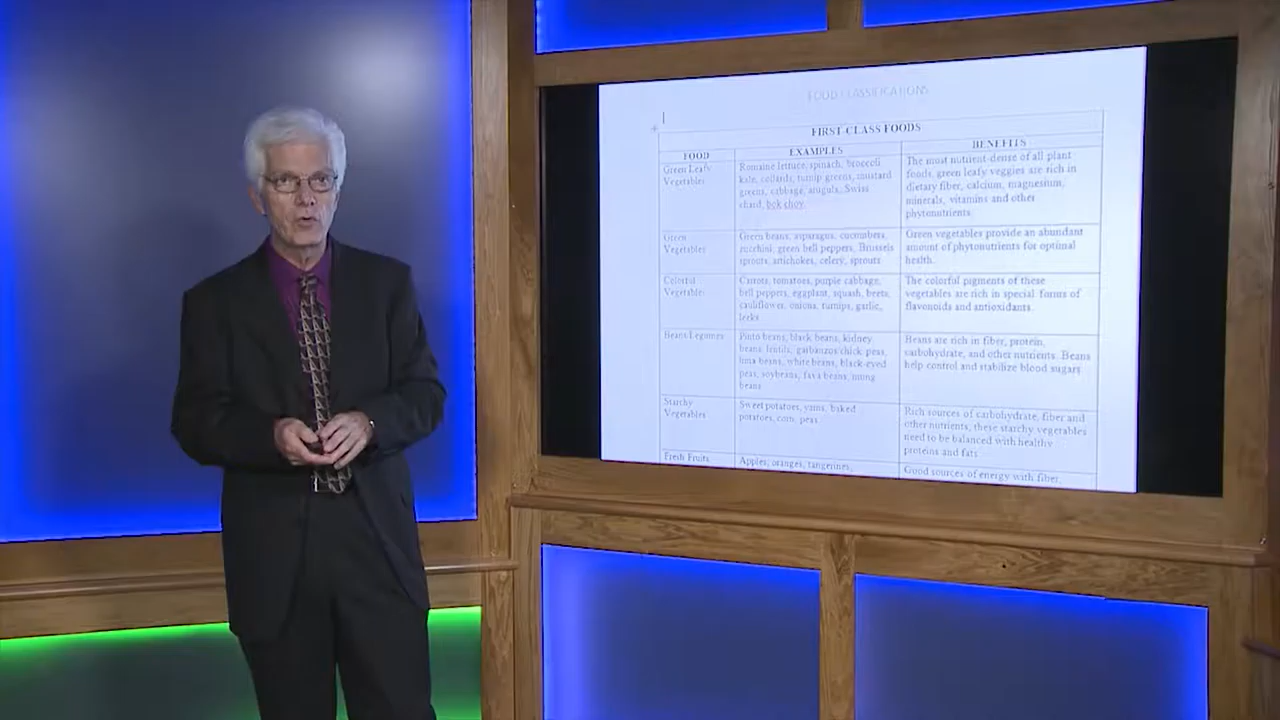 FOOD CLASSIFICATIONS
FIRST CLASS FOODS
FOOD
EXAMPLES
BENEFITS
Green Leafy
Vegetables
Romaine lettuce, spinach, broccoli
kale, collards, turnip greens, mustard
greens, cabbage, arugula, Swiss
chard, bok choy.
The most nutrient-dense of all plant
foods, green leafy veggies are rich in
dietary fiber, calcium, magnesium,
minerals, vitamins and other
phytonutrients.
Green
Vegetables
Green beans, asparagus, cucumbers,
zucchini, green bell peppers, Brussels
sprouts, artichokes, celery, sprouts
Green vegetables provide an abundant
amount of phytonutrients for optimal
health.
Colorful
Vegetables
Carrots, tomatoes, purple cabbage,
bell peppers, eggplant, squash, beets,
cauliflower, onions, turnips, garlic,
leeks
The colorful pigments of these
vegetables are rich in special forms of
flavonoids and antioxidants.
Beans Legumes
Pinto beans, black beans, kidney
beans, lentils, garbanzos/chick peas,
lima beans, white beans, black-eyed
peas, soybeans, fava beans, mung
beans
Beans are rich in fiber, protein,
carbohydrate, and other nutrients. Beans
help control and stabilize blood sugars
Starchy
Vegetables
Sweet potatoes, yams, baked
potatoes, corn, peas
Rich sources of carbohydrate, fiber and
other nutrients, these starchy vegetables
need to be balanced with healthy
proteins and fats
Fresh Fruits
Apples, oranges, tangerines,
Good sources of energy with fiber,